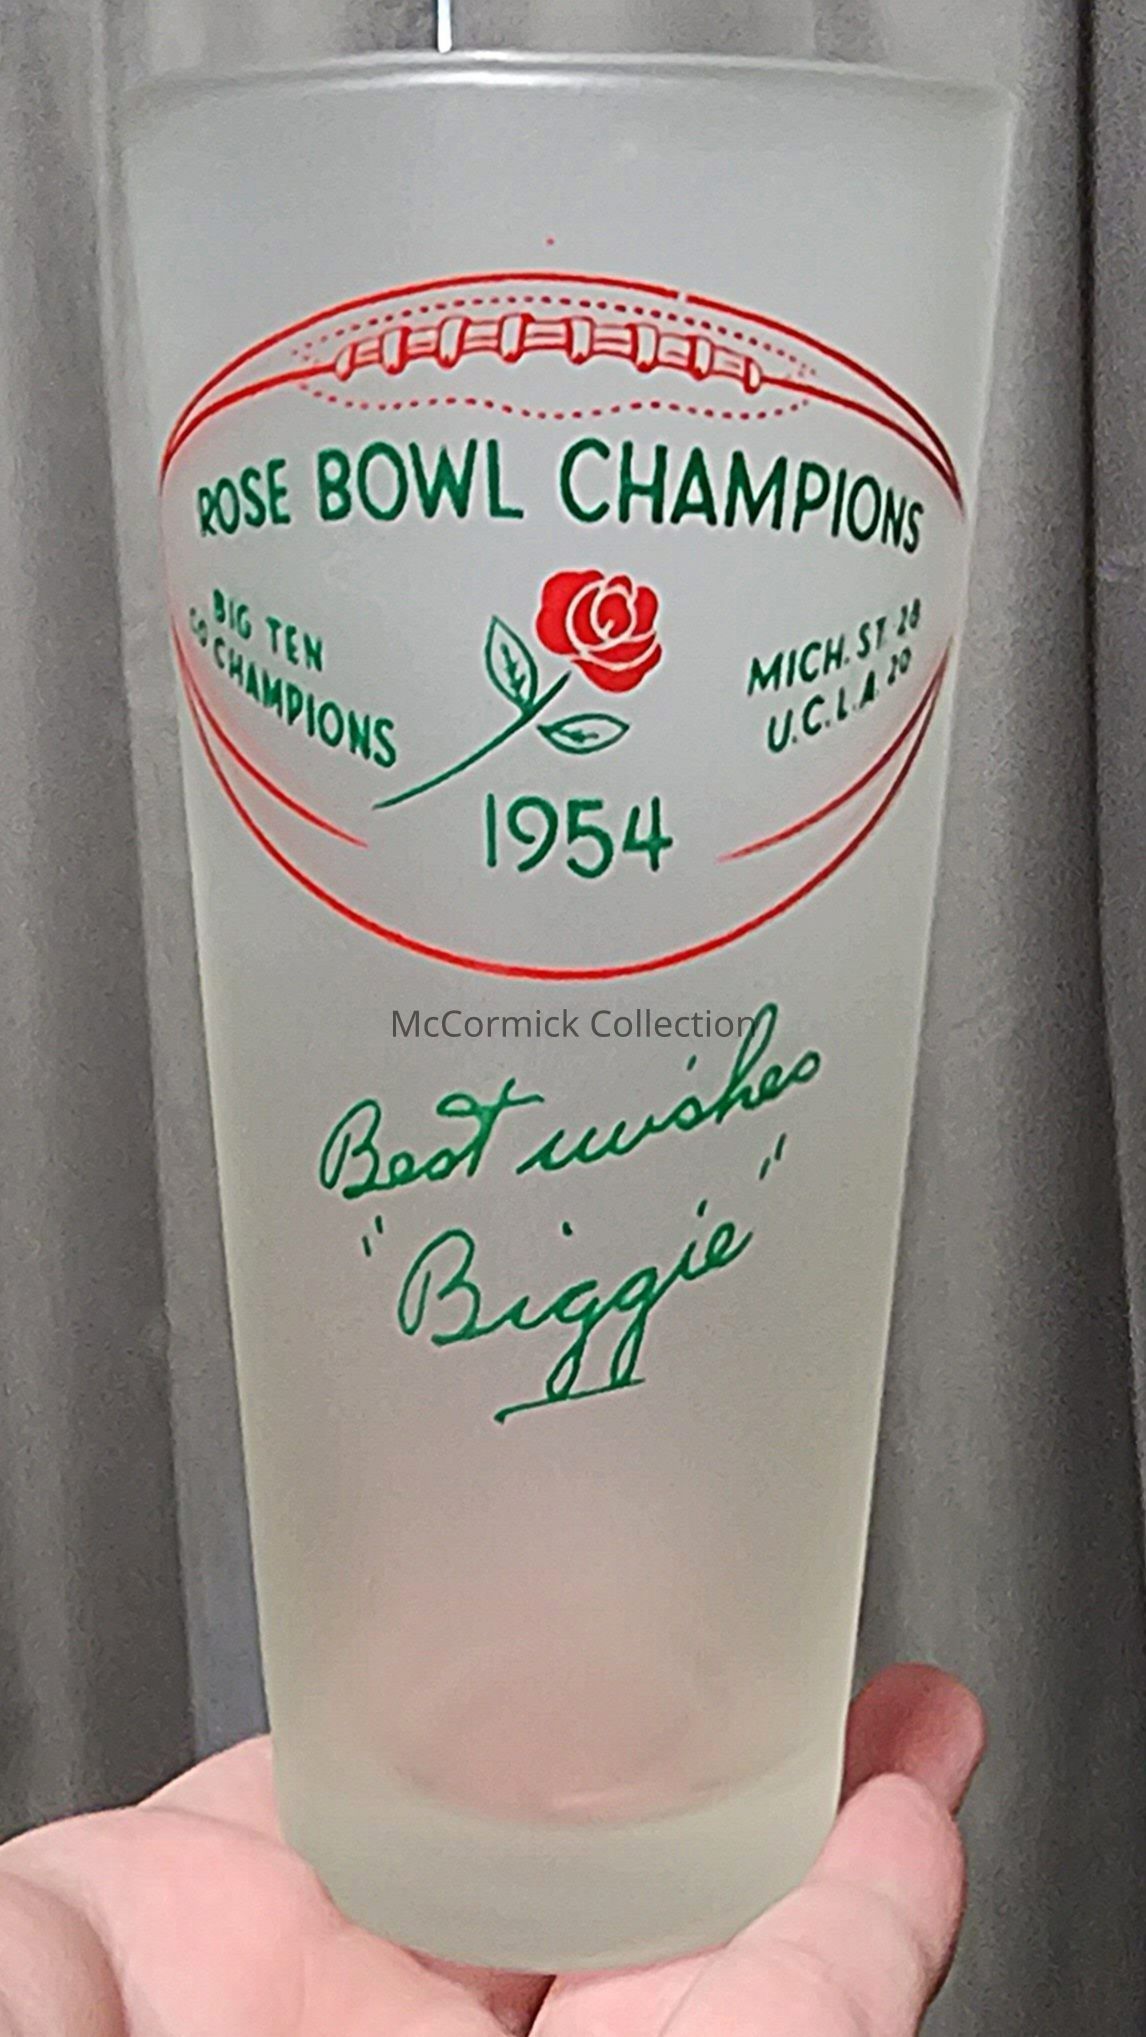 ROSE BOWL CHAMPIONS
BIG TEN
CO CHAMPIONS
MICH. ST. 28
U.C.L.A. 20
1954
McCormick Collection
Best wishes
"Biggie"